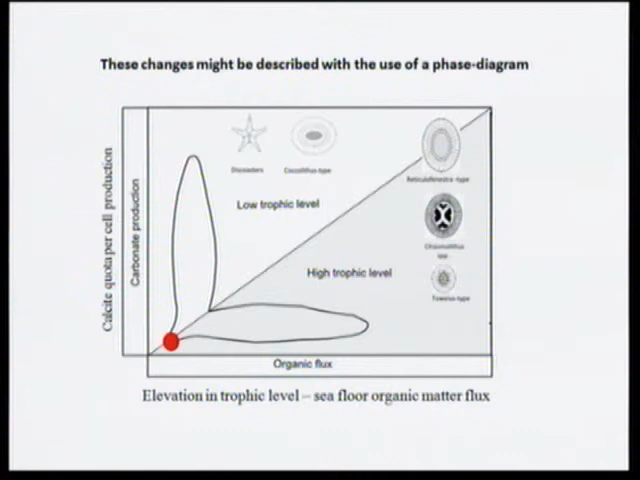 These changes might be described with the use of a phase-diagram
Calcite quota per cell production
Carbonate production
Discoasters
Coccolithus-type
Reticulofenestra -type
Low trophic level
High trophic level
Chiasmolithus
spp.
Toweius-type
Organic flux
Elevation in trophic level – sea floor organic matter flux